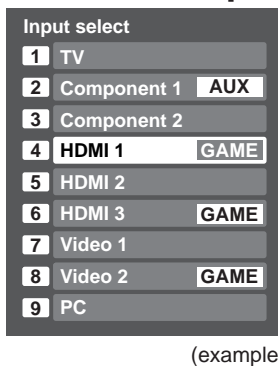 Input select
1 TV
2 Component 1 AUX
3 Component 2
4 HDMI 1 GAME
5 HDMI 2
6 HDMI 3 GAME
7 Video 1
8 Video 2 GAME
9 PC
(example